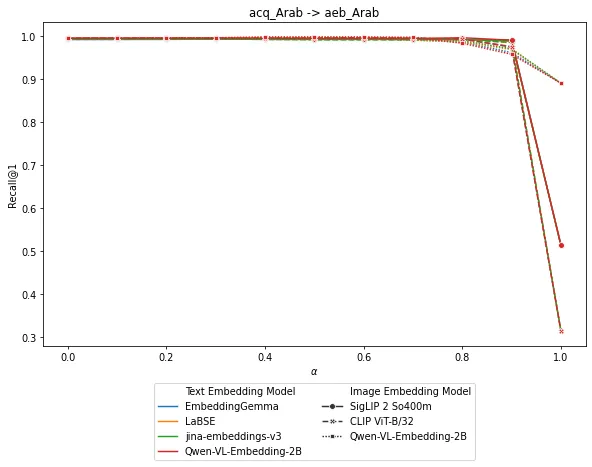 acq_Arab -> aeb_Arab
Recall@1
1.0
0.9
0.8
0.7
0.6
0.5
0.4
0.3
0.0 0.2 0.4 0.6 0.8 1.0
α
Text Embedding Model Image Embedding Model
EmbeddingGemma SigLIP 2 So400m
LaBSE CLIP ViT-B/32
jina-embeddings-v3 Qwen-VL-Embedding-2B
Qwen-VL-Embedding-2B